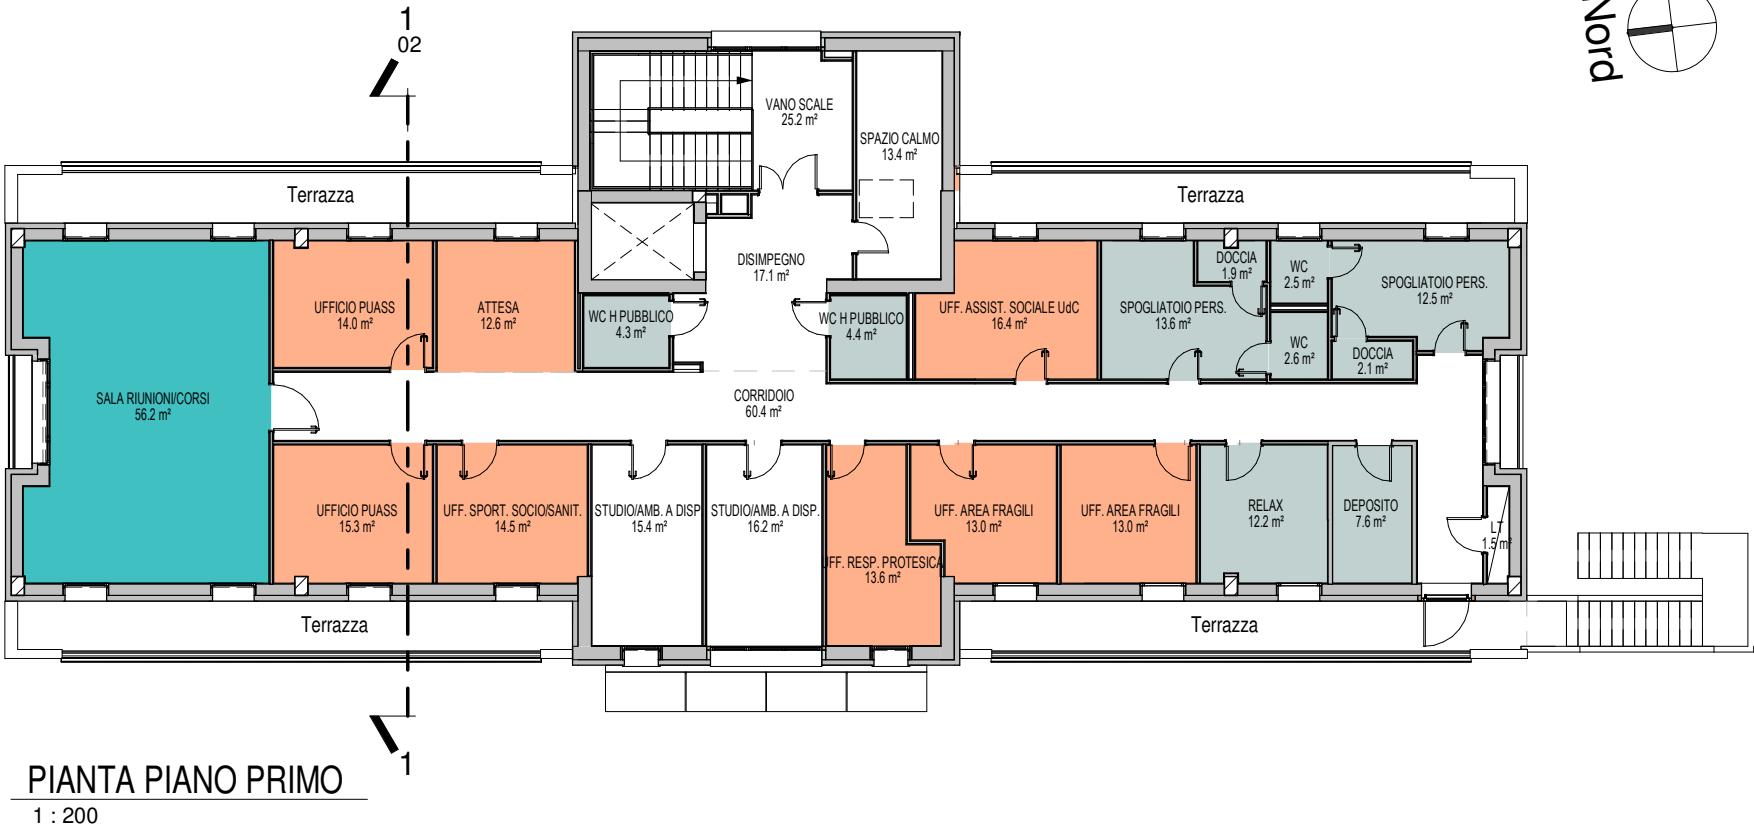 1
02
Nord
VANO SCALE
25.2 m²
SPAZIO CALMO
13.4 m²
Terrazza
Terrazza
DISIMPEGNO
17.1 m²
UFFICIO PUASS
14.0 m²
ATTESA
12.6 m²
WC H PUBBLICO
4.3 m²
WC H PUBBLICO
4.4 m²
UFF. ASSIST. SOCIALE UdC
16.4 m²
SPOGLIATOIO PERS.
13.6 m²
DOCCIA
1.9 m²
WC
2.5 m²
SPOGLIATOIO PERS.
12.5 m²
WC
2.6 m²
DOCCIA
2.1 m²
SALA RIUNIONI/CORSI
56.2 m²
CORRIDOIO
60.4 m²
UFFICIO PUASS
15.3 m²
UFF. SPORT. SOCIO/SANIT.
14.5 m²
STUDIO/AMB. A DISP.
15.4 m²
STUDIO/AMB. A DISP.
16.2 m²
UFF. RESP. PROTESICA
13.6 m²
UFF. AREA FRAGILI
13.0 m²
UFF. AREA FRAGILI
13.0 m²
RELAX
12.2 m²
DEPOSITO
7.6 m²
LT
1.5 m²
Terrazza
Terrazza
1
PIANTA PIANO PRIMO
1 : 200